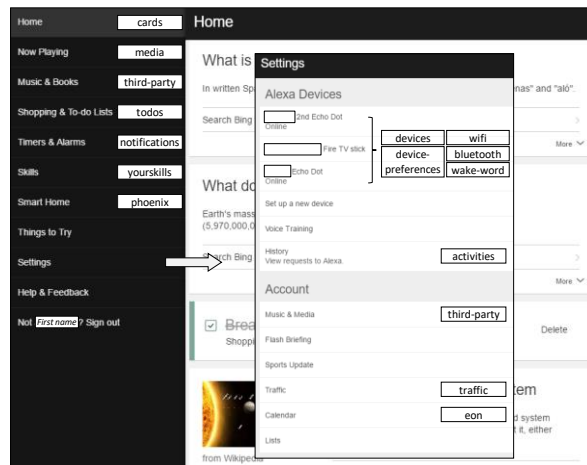 Home
cards
Now Playing
media
Music & Books
third-party
Shopping & To-do Lists
todos
Timers & Alarms
notifications
Skills
yourskills
Smart Home
phoenix
Things to Try
Settings
Help & Feedback
Not First name ? Sign out
Home
What is
In written Sp
enas" and "aló".
Search Bing
More
What do
Earth's mass
(5,970,000,0
Search Bing
More
Brea
Shoppi
Delete
tem
d system
t it, either
from Wikipedia
Settings
Alexa Devices
2nd Echo Dot
Online
Fire TV stick
Echo Dot
Online
devices
wifi
device-preferences
bluetooth
wake-word
Set up a new device
Voice Training
History
View requests to Alexa.
activities
Account
Music & Media
third-party
Flash Briefing
Sports Update
Traffic
traffic
Calendar
eon
Lists